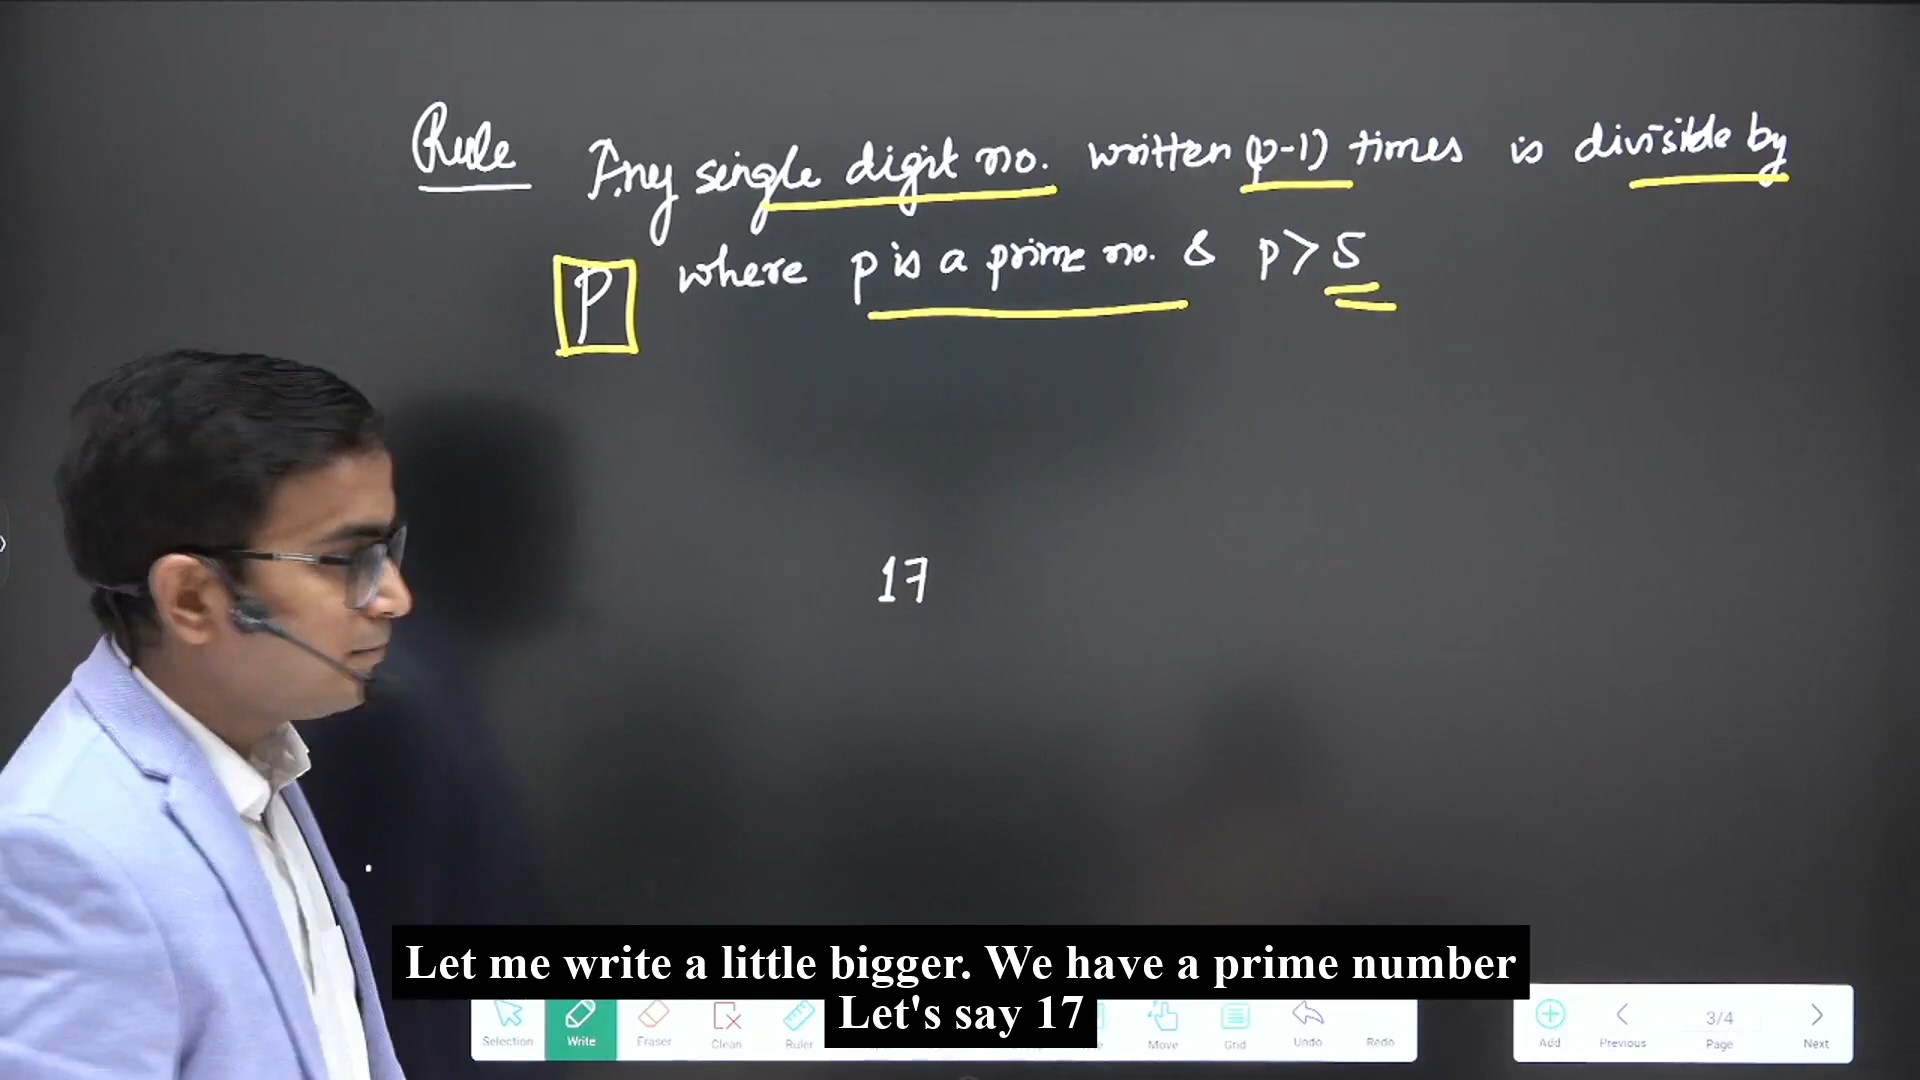 Rule Any single digit no. written (p-1) times is divisible by
P where p is a prime no. & p > 5
17
Let me write a little bigger. We have a prime number
Let's say 17
Selection Write Eraser Clean Ruler Move Grid Undo Redo Add Previous 3/4 Page Next